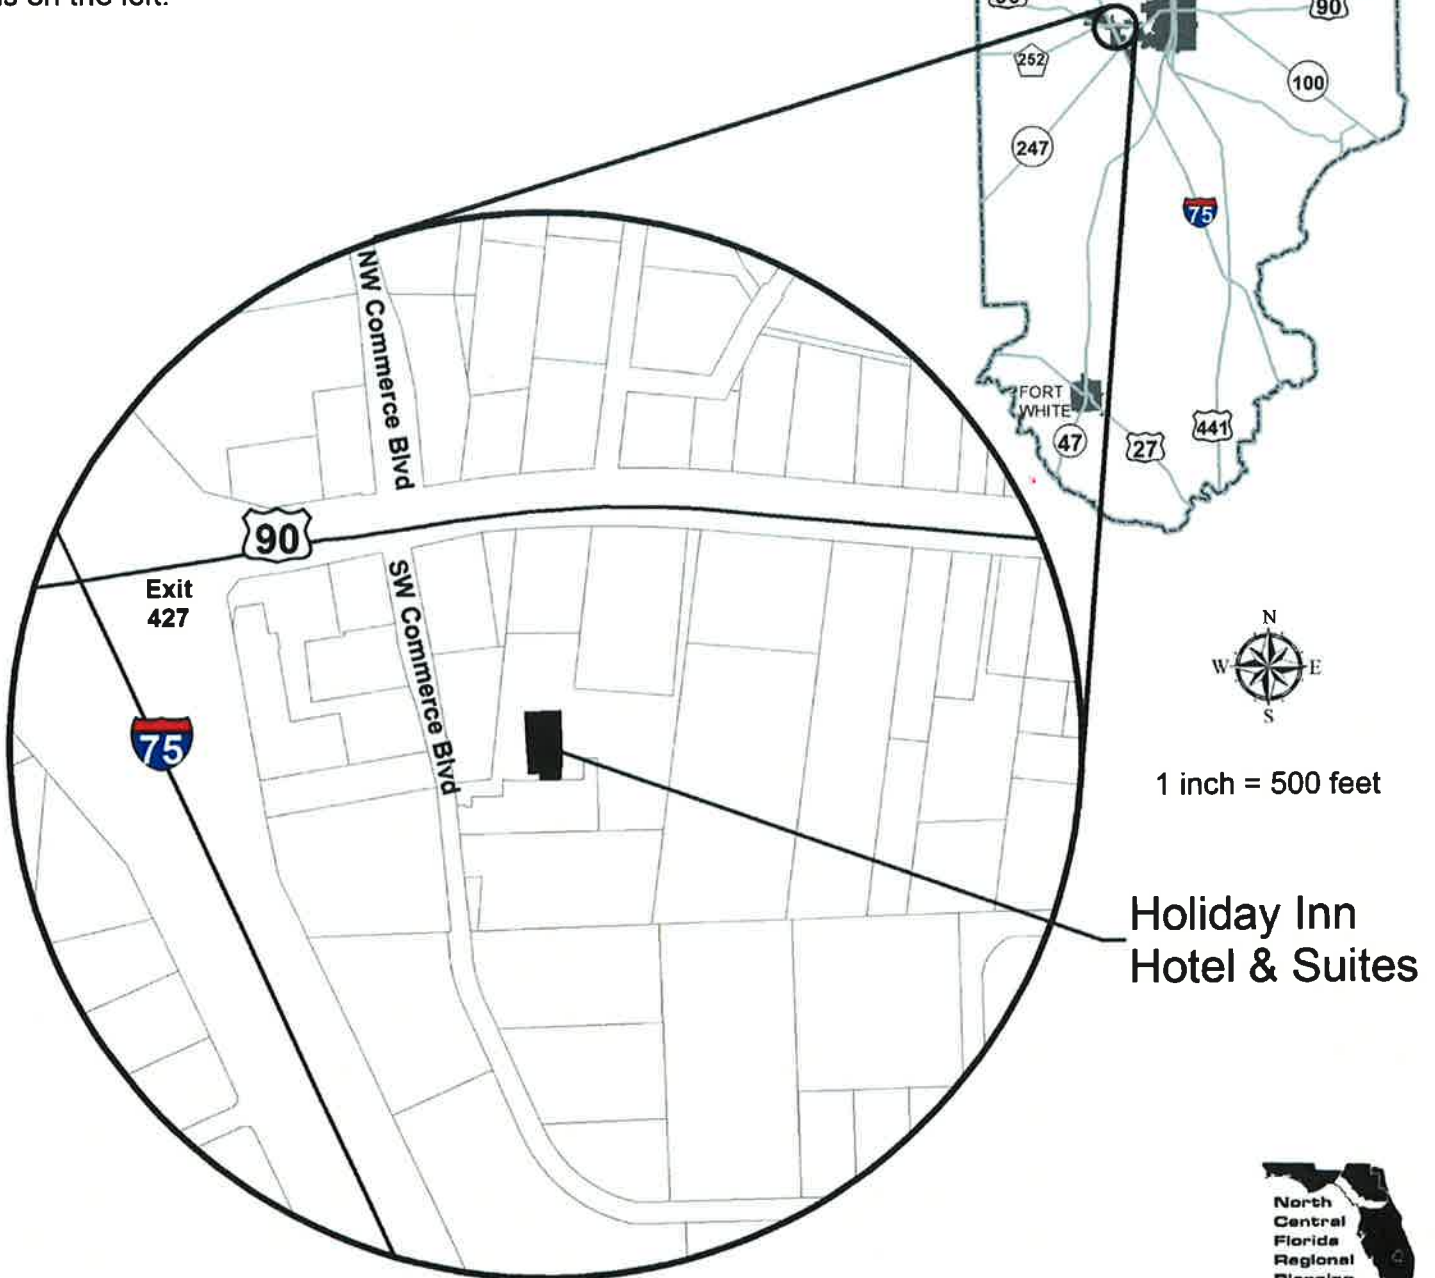 on the left.
90
252
100
247
75
FORT
WHITE
47
27
441
NW Commerce Blvd
90
Exit
427
SW Commerce Blvd
75
N
W
E
S
1 inch = 500 feet
Holiday Inn
Hotel & Suites
North
Central
Florida
Regional
Planning